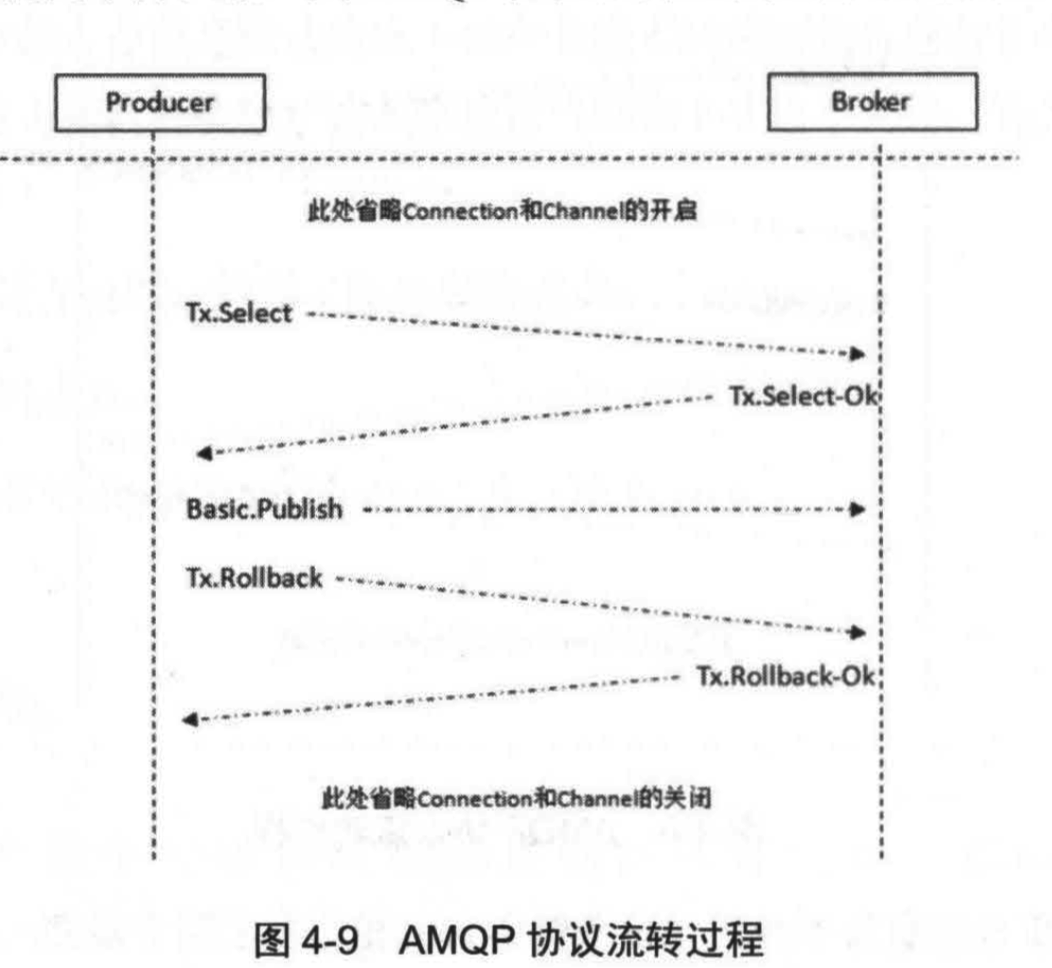 Producer
Broker
此处省略Connection和Channel的开启
Tx.Select
Tx.Select-Ok
Basic.Publish
Tx.Rollback
Tx.Rollback-Ok
此处省略Connection和Channel的关闭
图 4-9 AMQP 协议流转过程